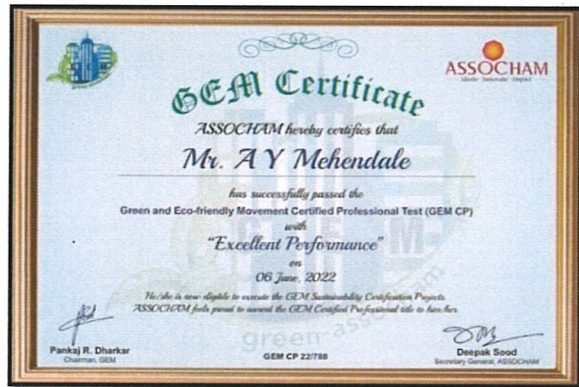 ASSOCHAM
GEM Certificate
ASSOCHAM hereby certifies that
Mr. A Y Mehendale
has successfully passed the
Green and Eco-friendly Movement Certified Professional Test (GEM CP)
with
"Excellent Performance"
on
06 June, 2022
He/she is now eligible to execute the GEM Sustainability Certification Projects.
ASSOCHAM feels proud to award the GEM Certified Professional title to him/her.
green-assocham
Pankaj R. Dharkar
Chairman, GEM
GEM CP 22/788
Deepak Sood
Secretary General, ASSOCHAM